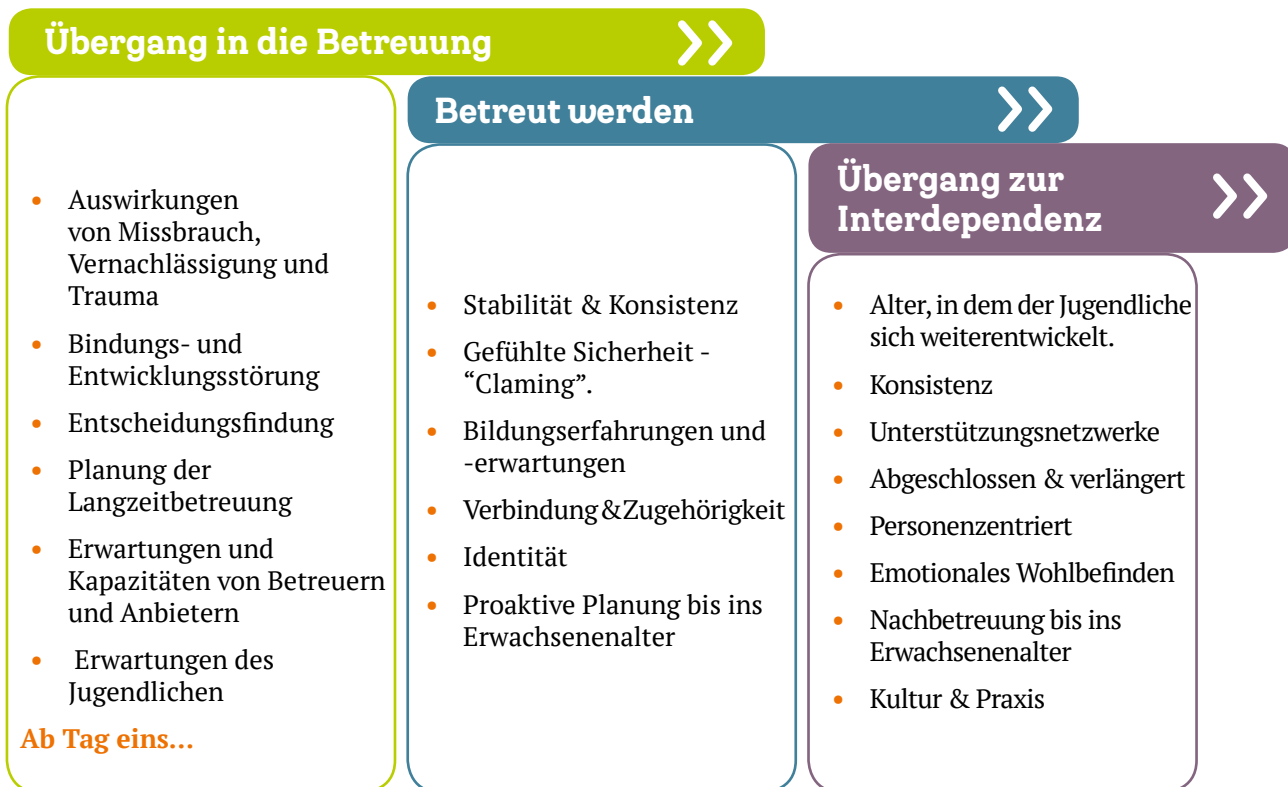 Übergang in die Betreuung
• Auswirkungen
von Missbrauch,
Vernachlässigung und
Trauma
• Bindungs- und
Entwicklungsstörung
• Entscheidungsfindung
• Planung der
Langzeitbetreuung
• Erwartungen und
Kapazitäten von Betreuern
und Anbietern
• Erwartungen des
Jugendlichen
Ab Tag eins...
Betreut werden
• Stabilität & Konsistenz
• Gefühlte Sicherheit -
“Claming”.
• Bildungserfahrungen und
-erwartungen
• Verbindung&Zugehörigkeit
• Identität
• Proaktive Planung bis ins
Erwachsenenalter
Übergang zur
Interdependenz
• Alter, in dem der Jugendliche
sich weiterentwickelt.
• Konsistenz
• Unterstützungsnetzwerke
• Abgeschlossen & verlängert
• Personenzentriert
• Emotionales Wohlbefinden
• Nachbetreuung bis ins
Erwachsenenalter
• Kultur & Praxis